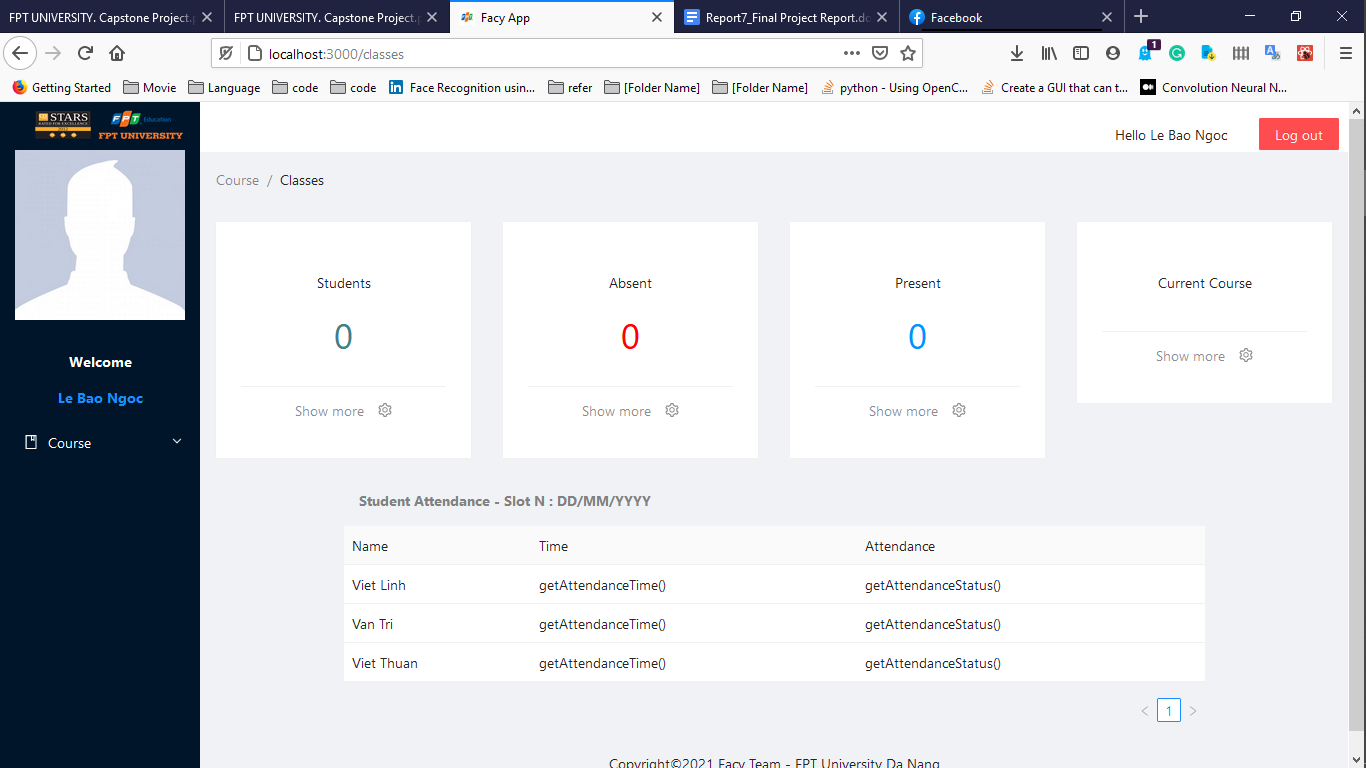 FPT UNIVERSITY. Capstone Project.
FPT UNIVERSITY. Capstone Project.
Facy App
Report7_Final Project Report.do
Facebook
localhost:3000/classes
1
Getting Started
Movie
Language
code
code
Face Recognition usin...
refer
[Folder Name]
[Folder Name]
python - Using OpenC...
Create a GUI that can t...
Convolution Neural N...
STARS
FPT Education
FPT UNIVERSITY
Hello Le Bao Ngoc
Log out
Course / Classes
Welcome
Le Bao Ngoc
Course
Students
0
Show more
Absent
0
Show more
Present
0
Show more
Current Course
Show more
Student Attendance - Slot N : DD/MM/YYYY
Name Time Attendance
Viet Linh getAttendanceTime() getAttendanceStatus()
Van Tri getAttendanceTime() getAttendanceStatus()
Viet Thuan getAttendanceTime() getAttendanceStatus()
< 1 >
Copyright©2021 Facy Team - FPT University Da Nang